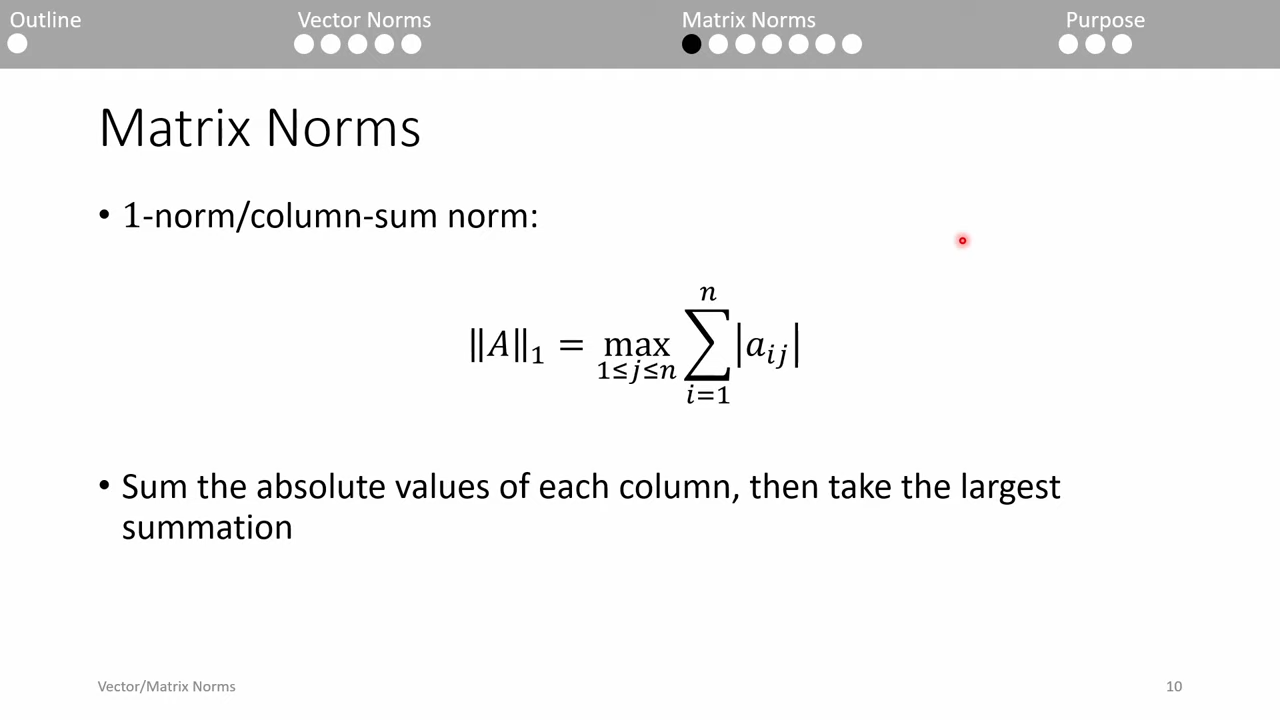 Outline Vector Norms Matrix Norms Purpose
Matrix Norms
• 1-norm/column-sum norm:
‖A‖₁ = max_{1≤j≤n} ∑_{i=1}^{n} |a_{ij}|
• Sum the absolute values of each column, then take the largest
summation
Vector/Matrix Norms 10